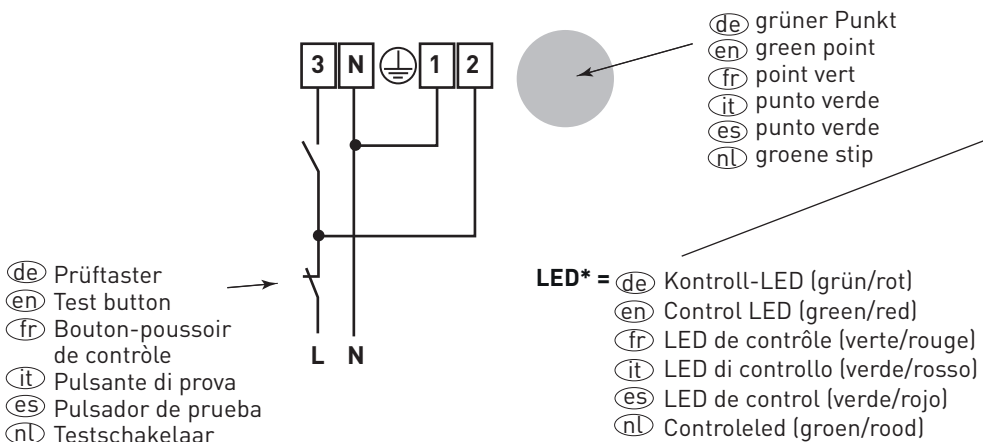 3 N 1 2
de grüner Punkt
en green point
fr point vert
it punto verde
es punto verde
nl groene stip
de Prüftaster
en Test button
fr Bouton-poussoir
de contròle
it Pulsante di prova
es Pulsador de prueba
nl Testschakelaar
L N
LED* = de Kontroll-LED (grün/rot)
en Control LED (green/red)
fr LED de contrôle (verte/rouge)
it LED di controllo (verde/rosso)
es LED de control (verde/rojo)
nl Controleled (groen/rood)